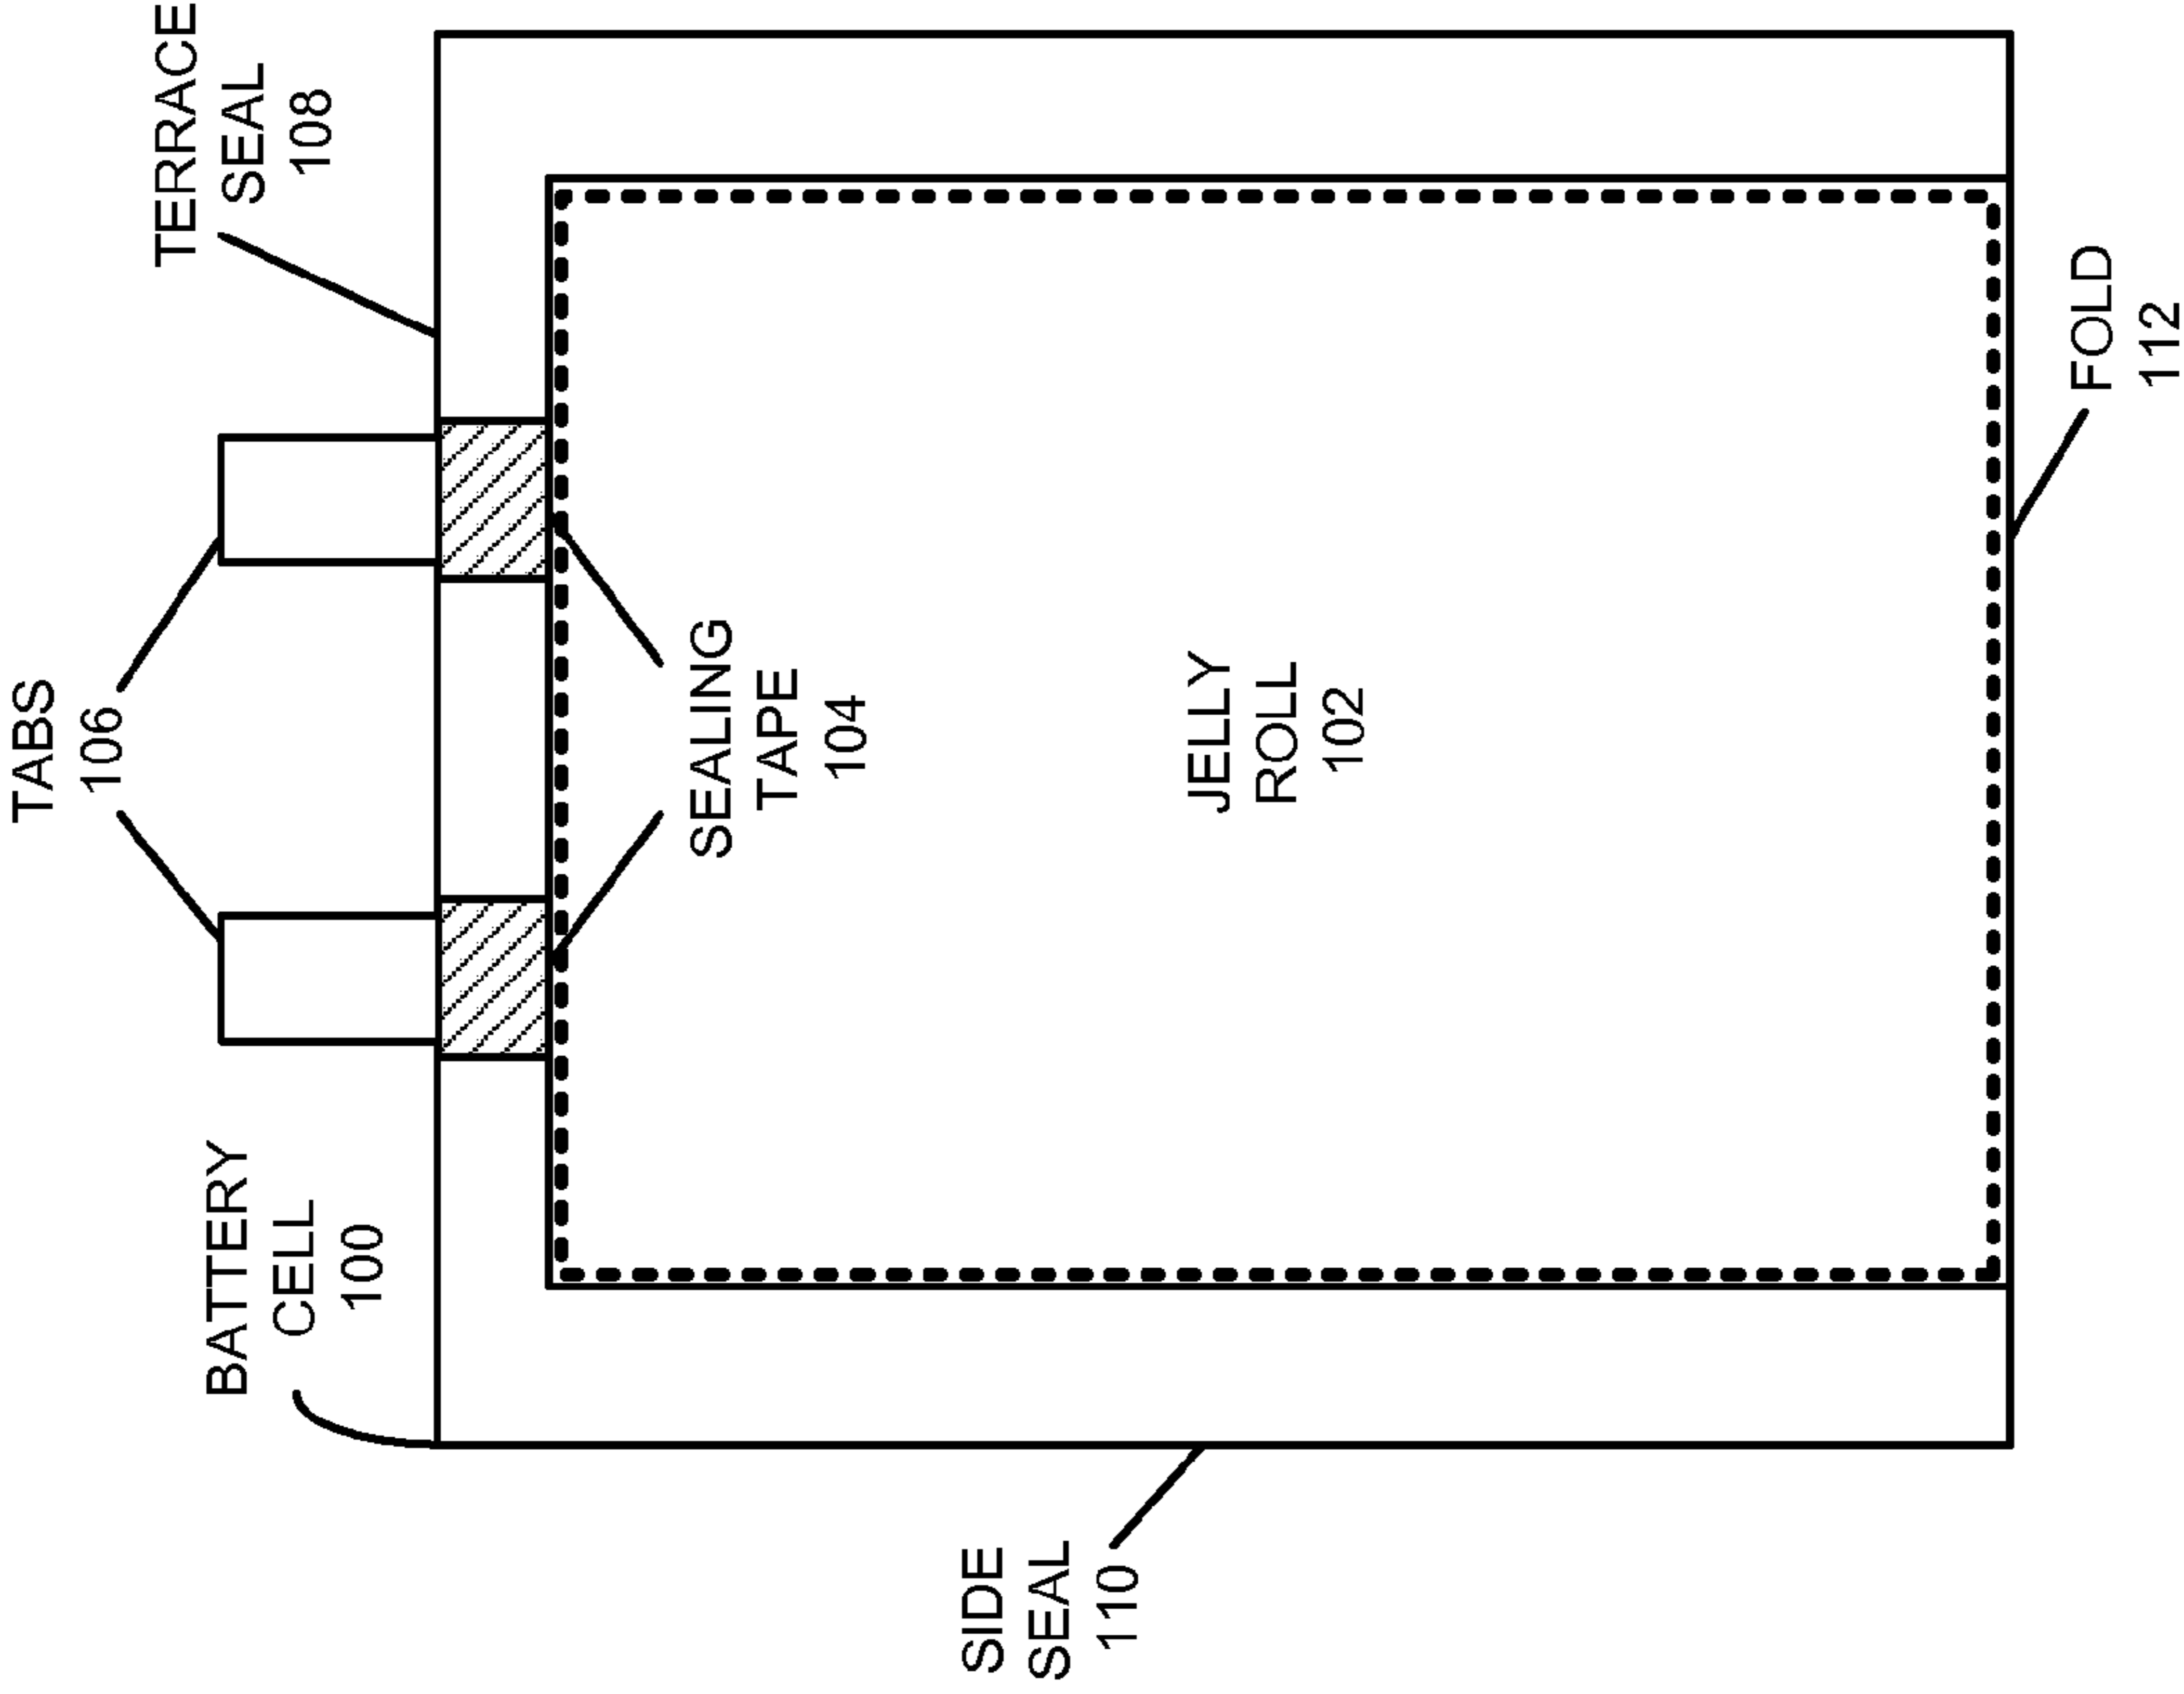 TABS
106
BATTERY
CELL
100
TERRACE
SEAL
108
SEALING
TAPE
104
JELLY
ROLL
102
SIDE
SEAL
110
FOLD
112